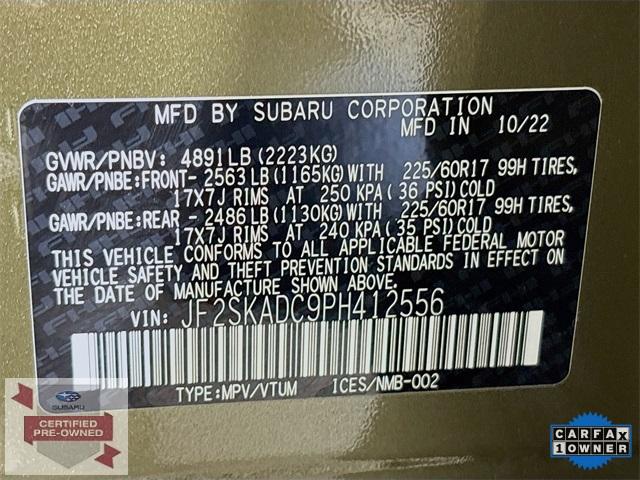 MFD BY SUBARU CORPORATION
MFD IN 10/22
GVWR/PNBV: 4891LB(2223KG)
GAWR/PNBE:FRONT- 2563LB(1165KG)WITH 225/60R17 99H TIRES,
17X7J RIMS AT 250 KPA(36 PSI)COLD
GAWR/PNBE:REAR - 2486LB(1130KG)WITH 225/60R17 99H TIRES,
17X7J RIMS AT 240 KPA(35 PSI)COLD
THIS VEHICLE CONFORMS TO ALL APPLICABLE FEDERAL MOTOR
VEHICLE SAFETY AND THEFT PREVENTION STANDARDS IN EFFECT
ON THE DATE OF MANUFACTURE SHOWN ABOVE.
VIN: JF2SKADC9PH412556
TYPE:MPV/VTUM ICES/NMB-002
SUBARU
CERTIFIED
PRE-OWNED
CARFAX
1 OWNER